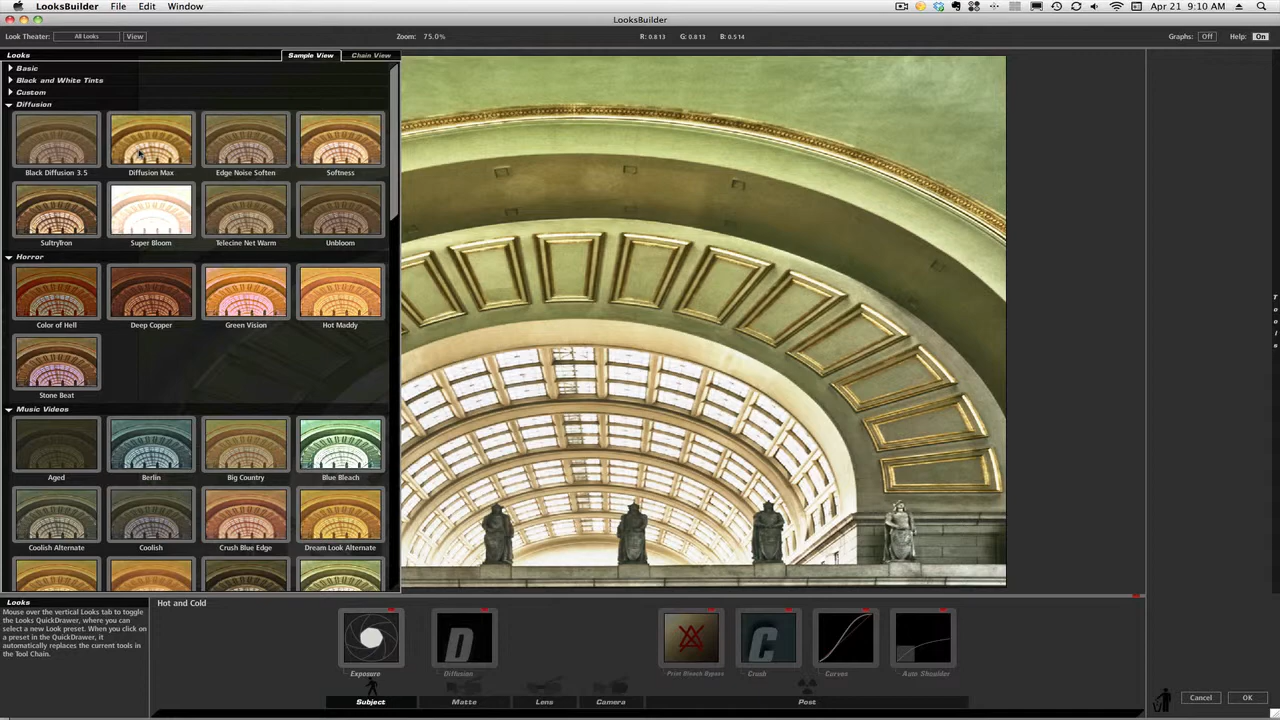 LooksBuilder File Edit Window Apr 21 9:10 AM
LooksBuilder
Look Theater: All Looks View Zoom: 75.0% R: 0.813 G: 0.813 B: 0.514 Graphs: Off Help: On
Looks Sample View Chain View
Basic
Black and White Tints
Custom
Diffusion
Black Diffusion 3.5 Diffusion Max Edge Noise Soften Softness
SultryTron Super Bloom Telecine Net Warm Unbloom
Horror
Color of Hell Deep Copper Green Vision Hot Maddy
Stone Beat
Music Videos
Aged Berlin Big Country Blue Bleach
Coolish Alternate Coolish Crush Blue Edge Dream Look Alternate
Tools
Looks
Mouse over the vertical Looks tab to toggle
the Looks QuickDrawer, where you can
select a new Look preset. When you click on
a preset in the QuickDrawer, it
automatically replaces the current tools in
the Tool Chain.
Hot and Cold
D C
Exposure Diffusion Print Bleach Bypass Crush Curves Auto Shoulder
Subject Matte Lens Camera Post
Cancel OK